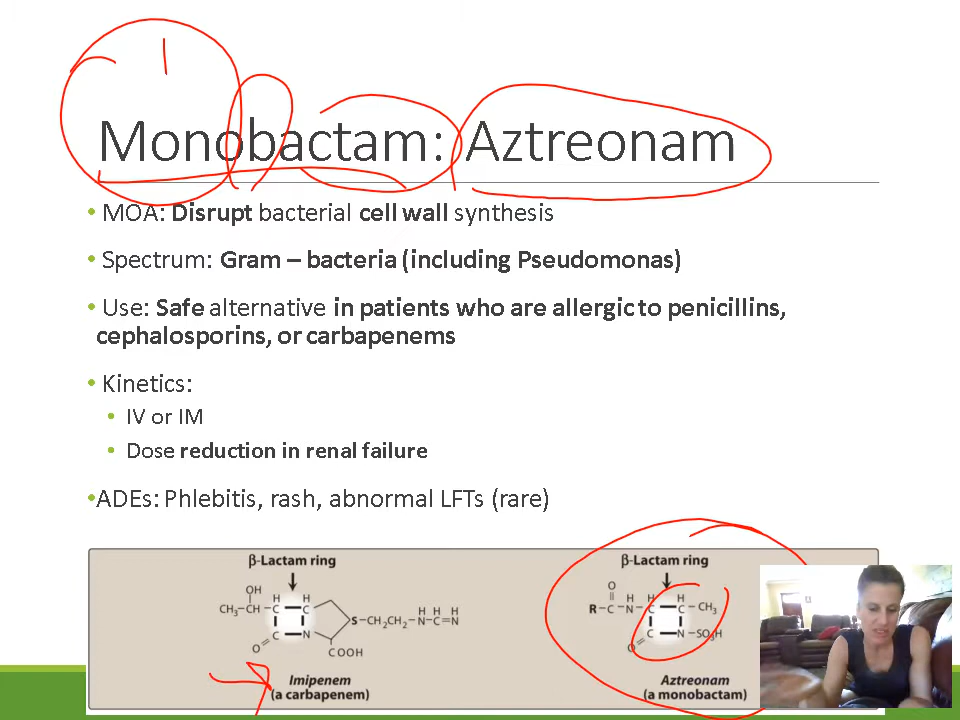 Monobactam: Aztreonam
• MOA: Disrupt bacterial cell wall synthesis
• Spectrum: Gram – bacteria (including Pseudomonas)
• Use: Safe alternative in patients who are allergic to penicillins,
cephalosporins, or carbapenems
• Kinetics:
• IV or IM
• Dose reduction in renal failure
•ADEs: Phlebitis, rash, abnormal LFTs (rare)
β-Lactam ring
β-Lactam ring
OH H H
CH₃–CH–C–C
S–CH₂CH₂–N–C=N
H H H
O C–N
COOH
O H H H
R–C–N–C–C–CH₃
O C–N–SO₃H
Imipenem
(a carbapenem)
Aztreonam
(a monobactam)